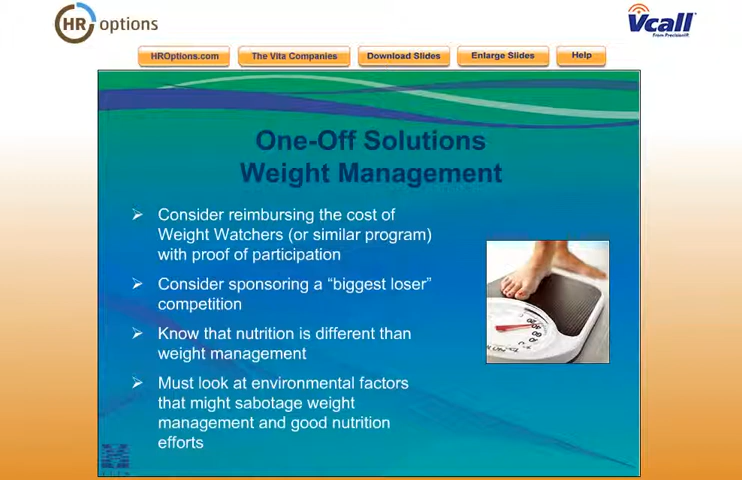 HR options
Vcall
From Precision®
HROptions.com
The Vita Companies
Download Slides
Enlarge Slides
Help
One-Off Solutions
Weight Management
Consider reimbursing the cost of
Weight Watchers (or similar program)
with proof of participation
Consider sponsoring a “biggest loser”
competition
Know that nutrition is different than
weight management
Must look at environmental factors
that might sabotage weight
management and good nutrition
efforts